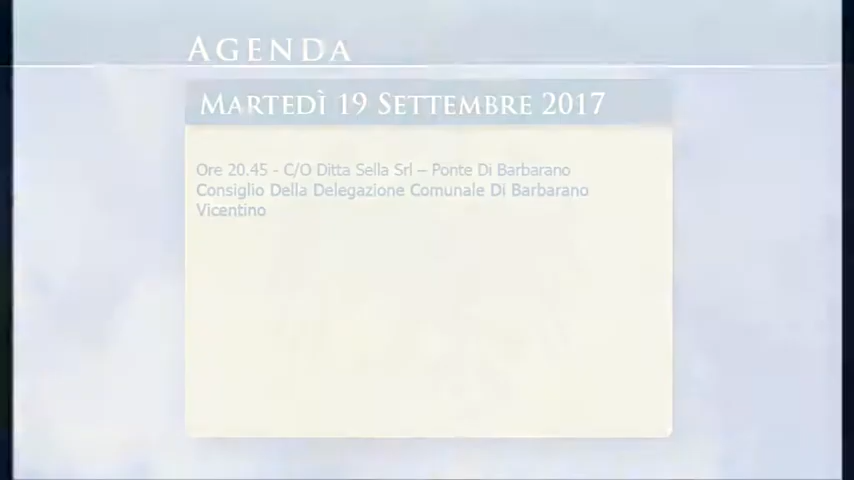 AGENDA
MARTEDÌ 19 SETTEMBRE 2017
Ore 20.45 - C/O Ditta Sella Srl – Ponte Di Barbarano
Consiglio Della Delegazione Comunale Di Barbarano
Vicentino